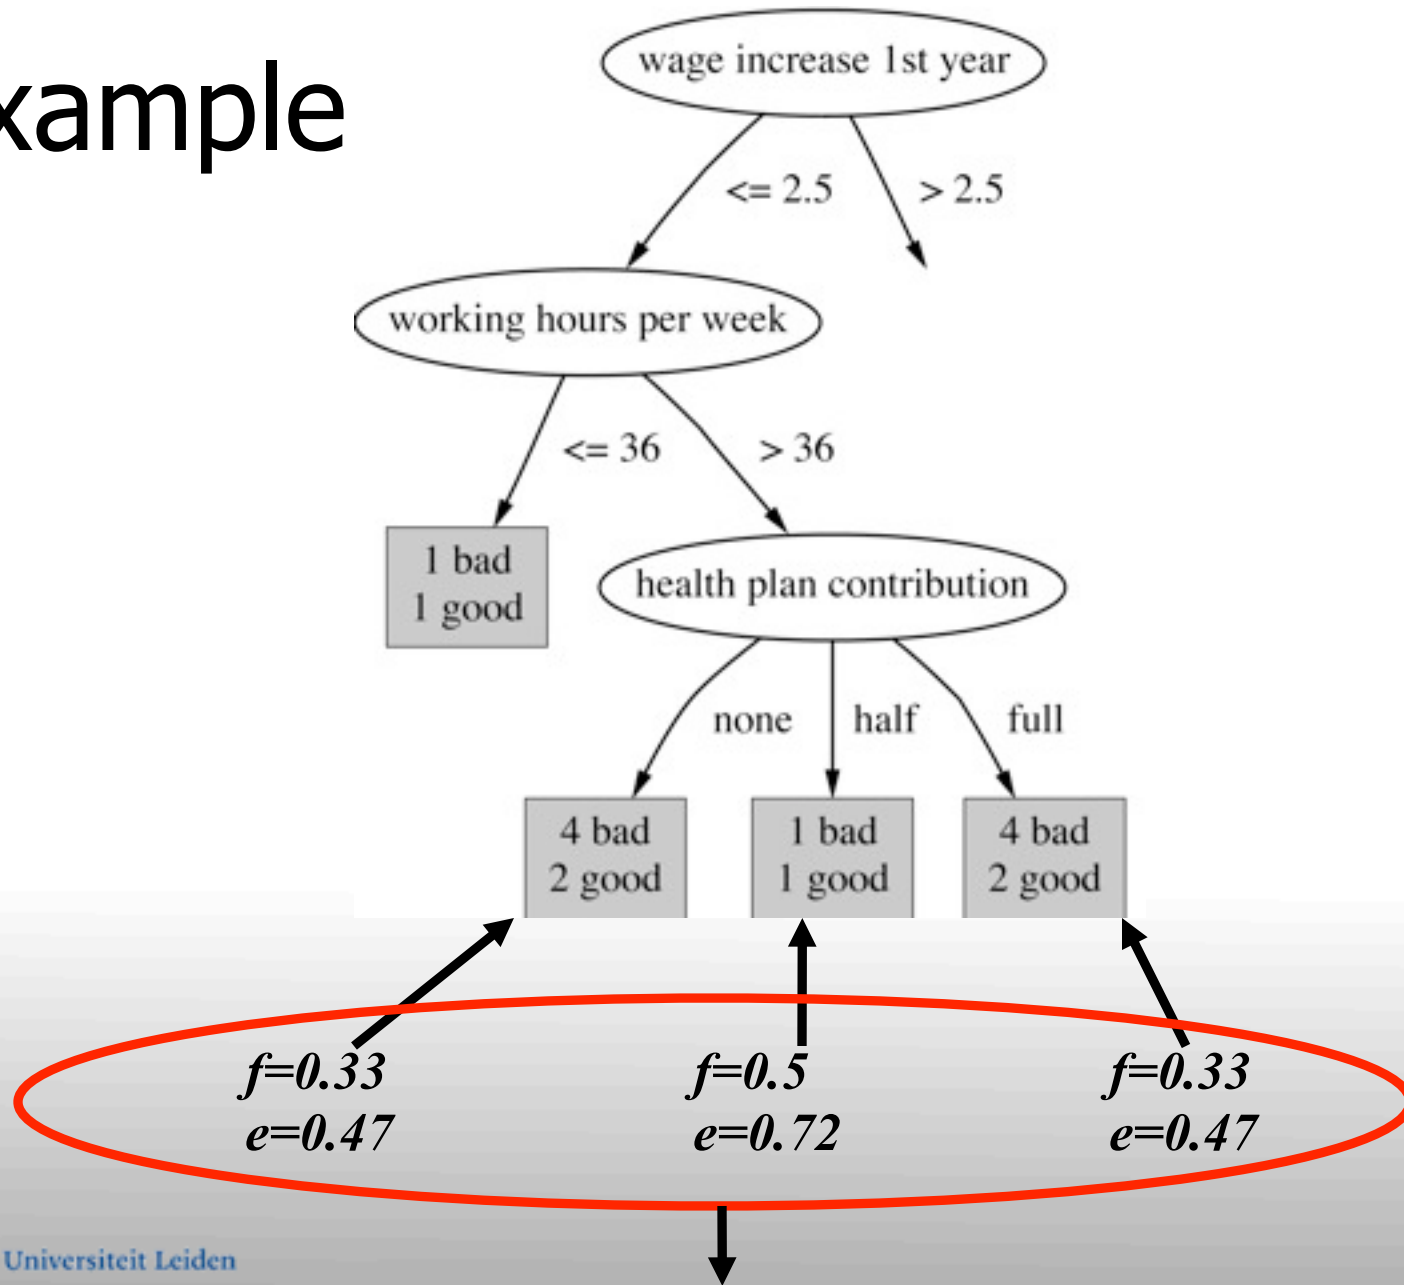 xample
wage increase 1st year
<= 2.5
> 2.5
working hours per week
<= 36
> 36
1 bad
1 good
health plan contribution
none
half
full
4 bad
2 good
1 bad
1 good
4 bad
2 good
f=0.33
e=0.47
f=0.5
e=0.72
f=0.33
e=0.47
Universiteit Leiden